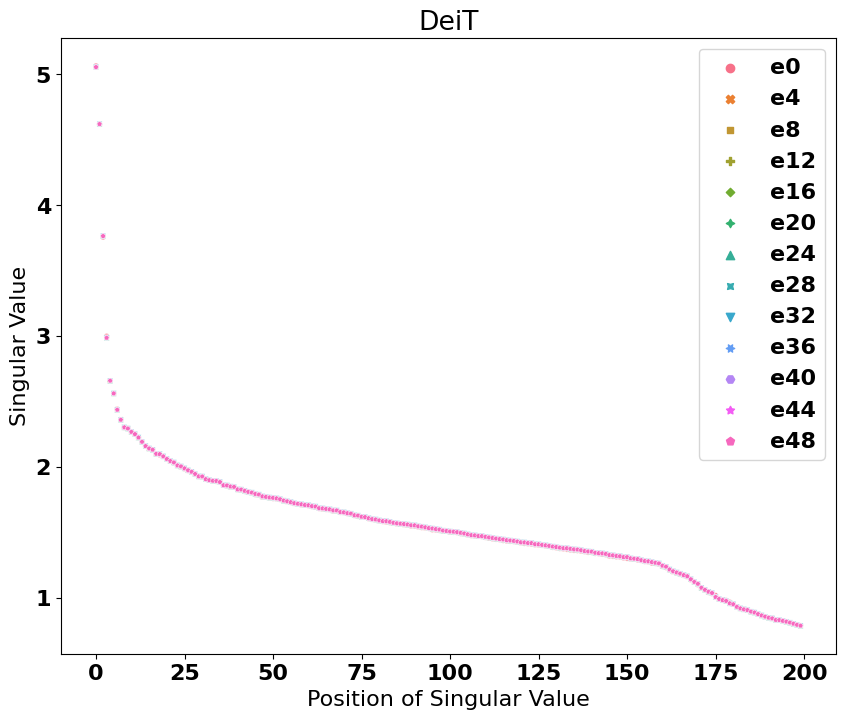 DeiT
5
4
3
2
1
Singular Value
0 25 50 75 100 125 150 175 200
Position of Singular Value
e0
e4
e8
e12
e16
e20
e24
e28
e32
e36
e40
e44
e48